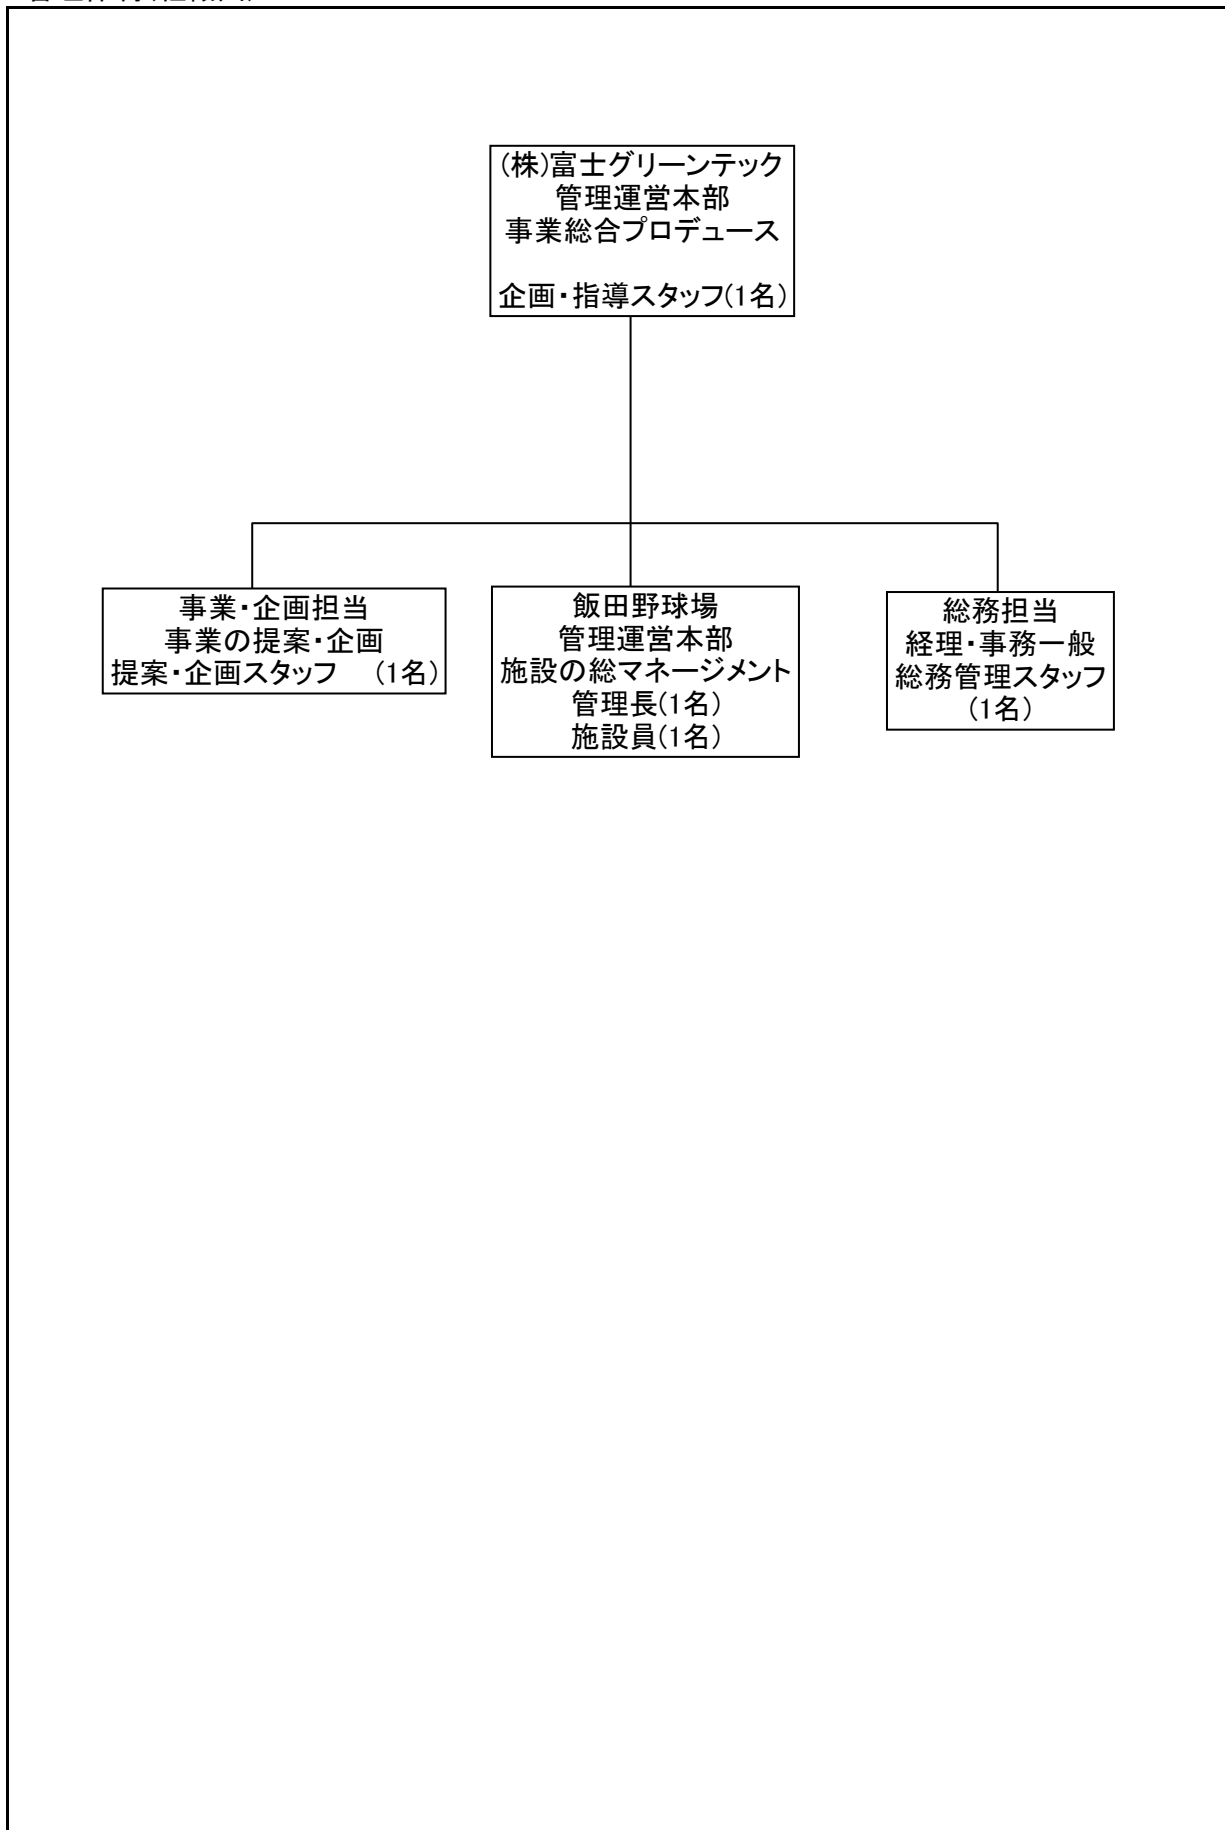 (株)富士グリーンテック
管理運営本部
事業総合プロデュース
企画・指導スタッフ(1名)
事業・企画担当
事業の提案・企画
提案・企画スタッフ　(1名)
飯田野球場
管理運営本部
施設の総マネージメント
管理長(1名)
施設員(1名)
総務担当
経理・事務一般
総務管理スタッフ
(1名)